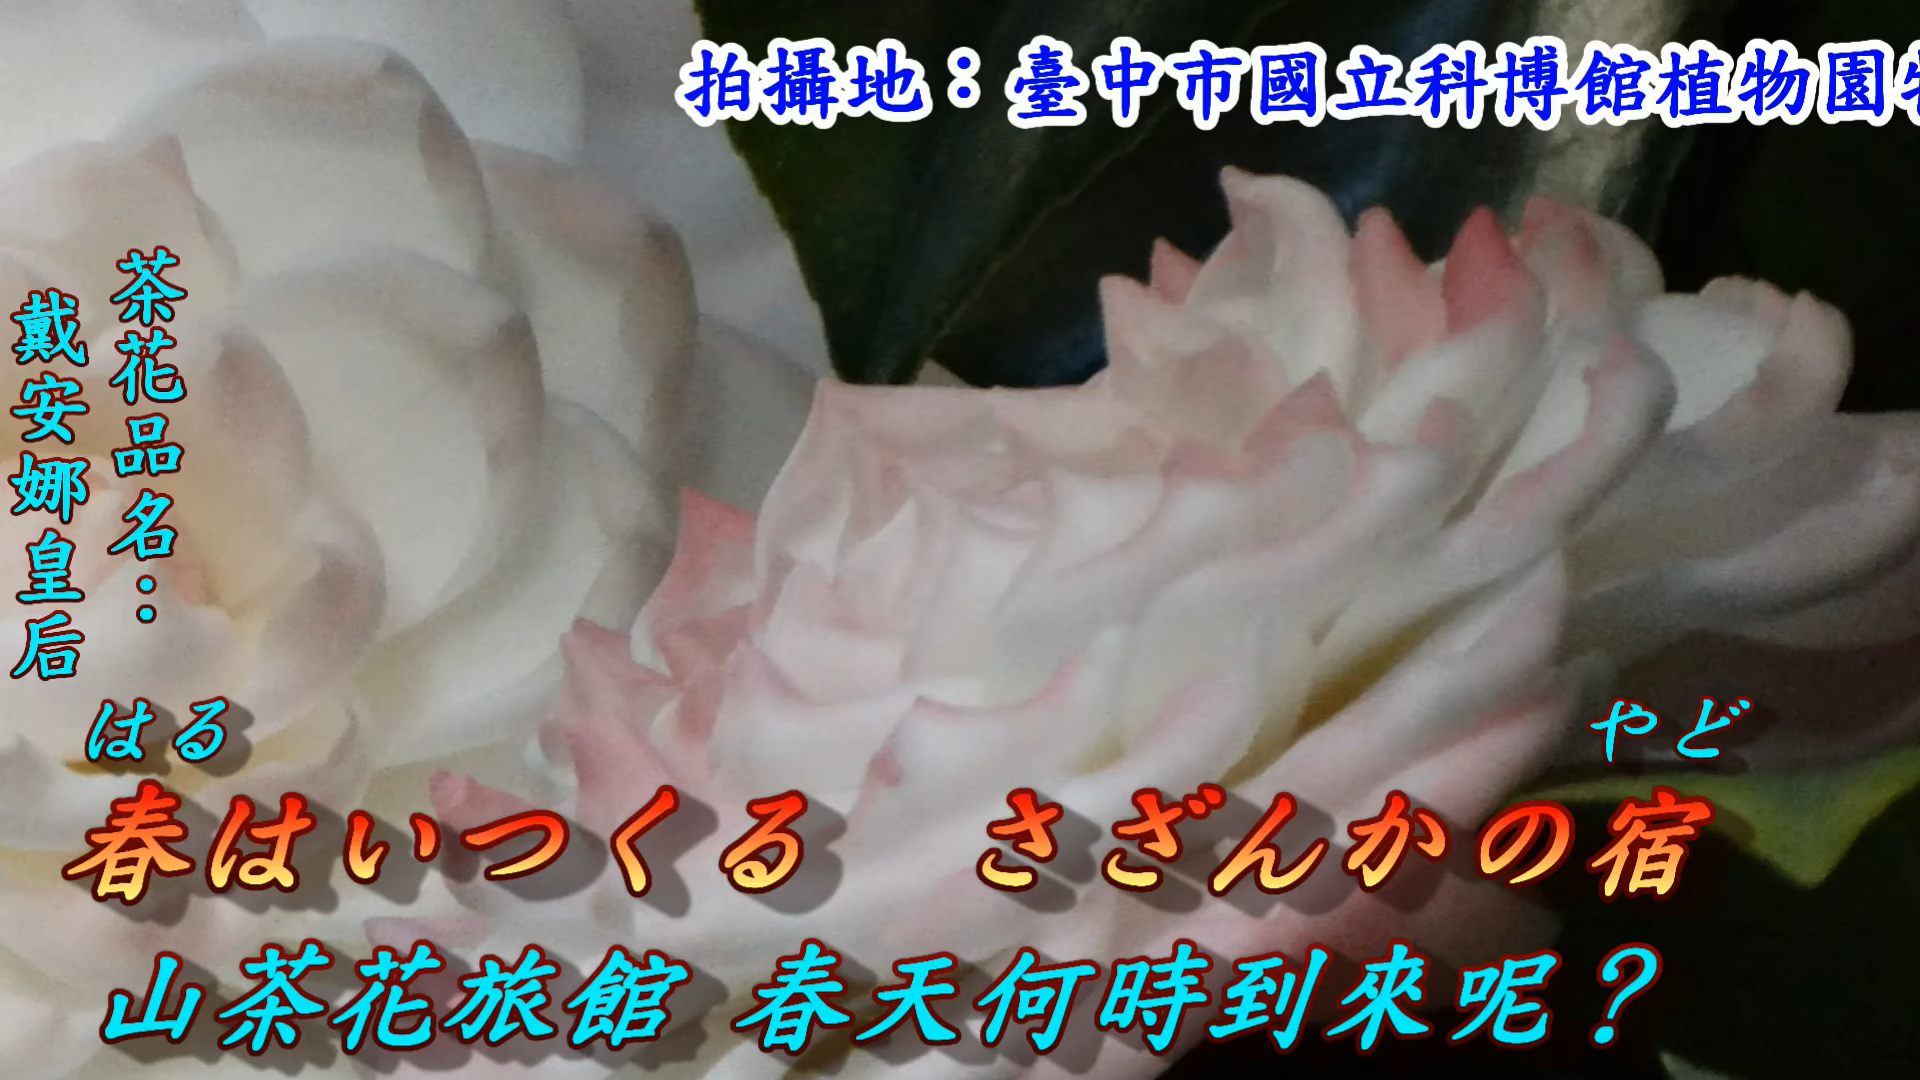 拍攝地：臺中市國立科博館植物園
茶花品名：
戴安娜皇后
はる やど
春はいつくる さざんかの宿
山茶花旅館 春天何時到來呢？